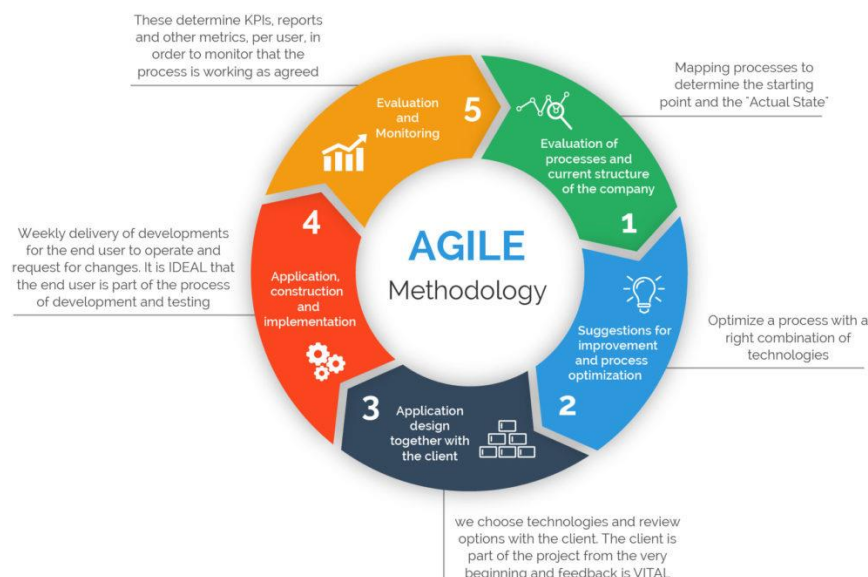 These determine KPIs, reports
and other metrics, per user, in
order to monitor that the
process is working as agreed
Mapping processes to
determine the starting
point and the "Actual State"
Evaluation
and
Monitoring
5
Evaluation of
processes and
current structure
of the company
1
Weekly delivery of developments
for the end user to operate and
request for changes. It is IDEAL that
the end user is part of the process
of development and testing
4
Application,
construction
and
implementation
AGILE
Methodology
Suggestions for
improvement
and process
optimization
2
Optimize a process with a
right combination of
technologies
3
Application
design
together with
the client
we choose technologies and review
options with the client. The client is
part of the project from the very
beginning and feedback is VITAL